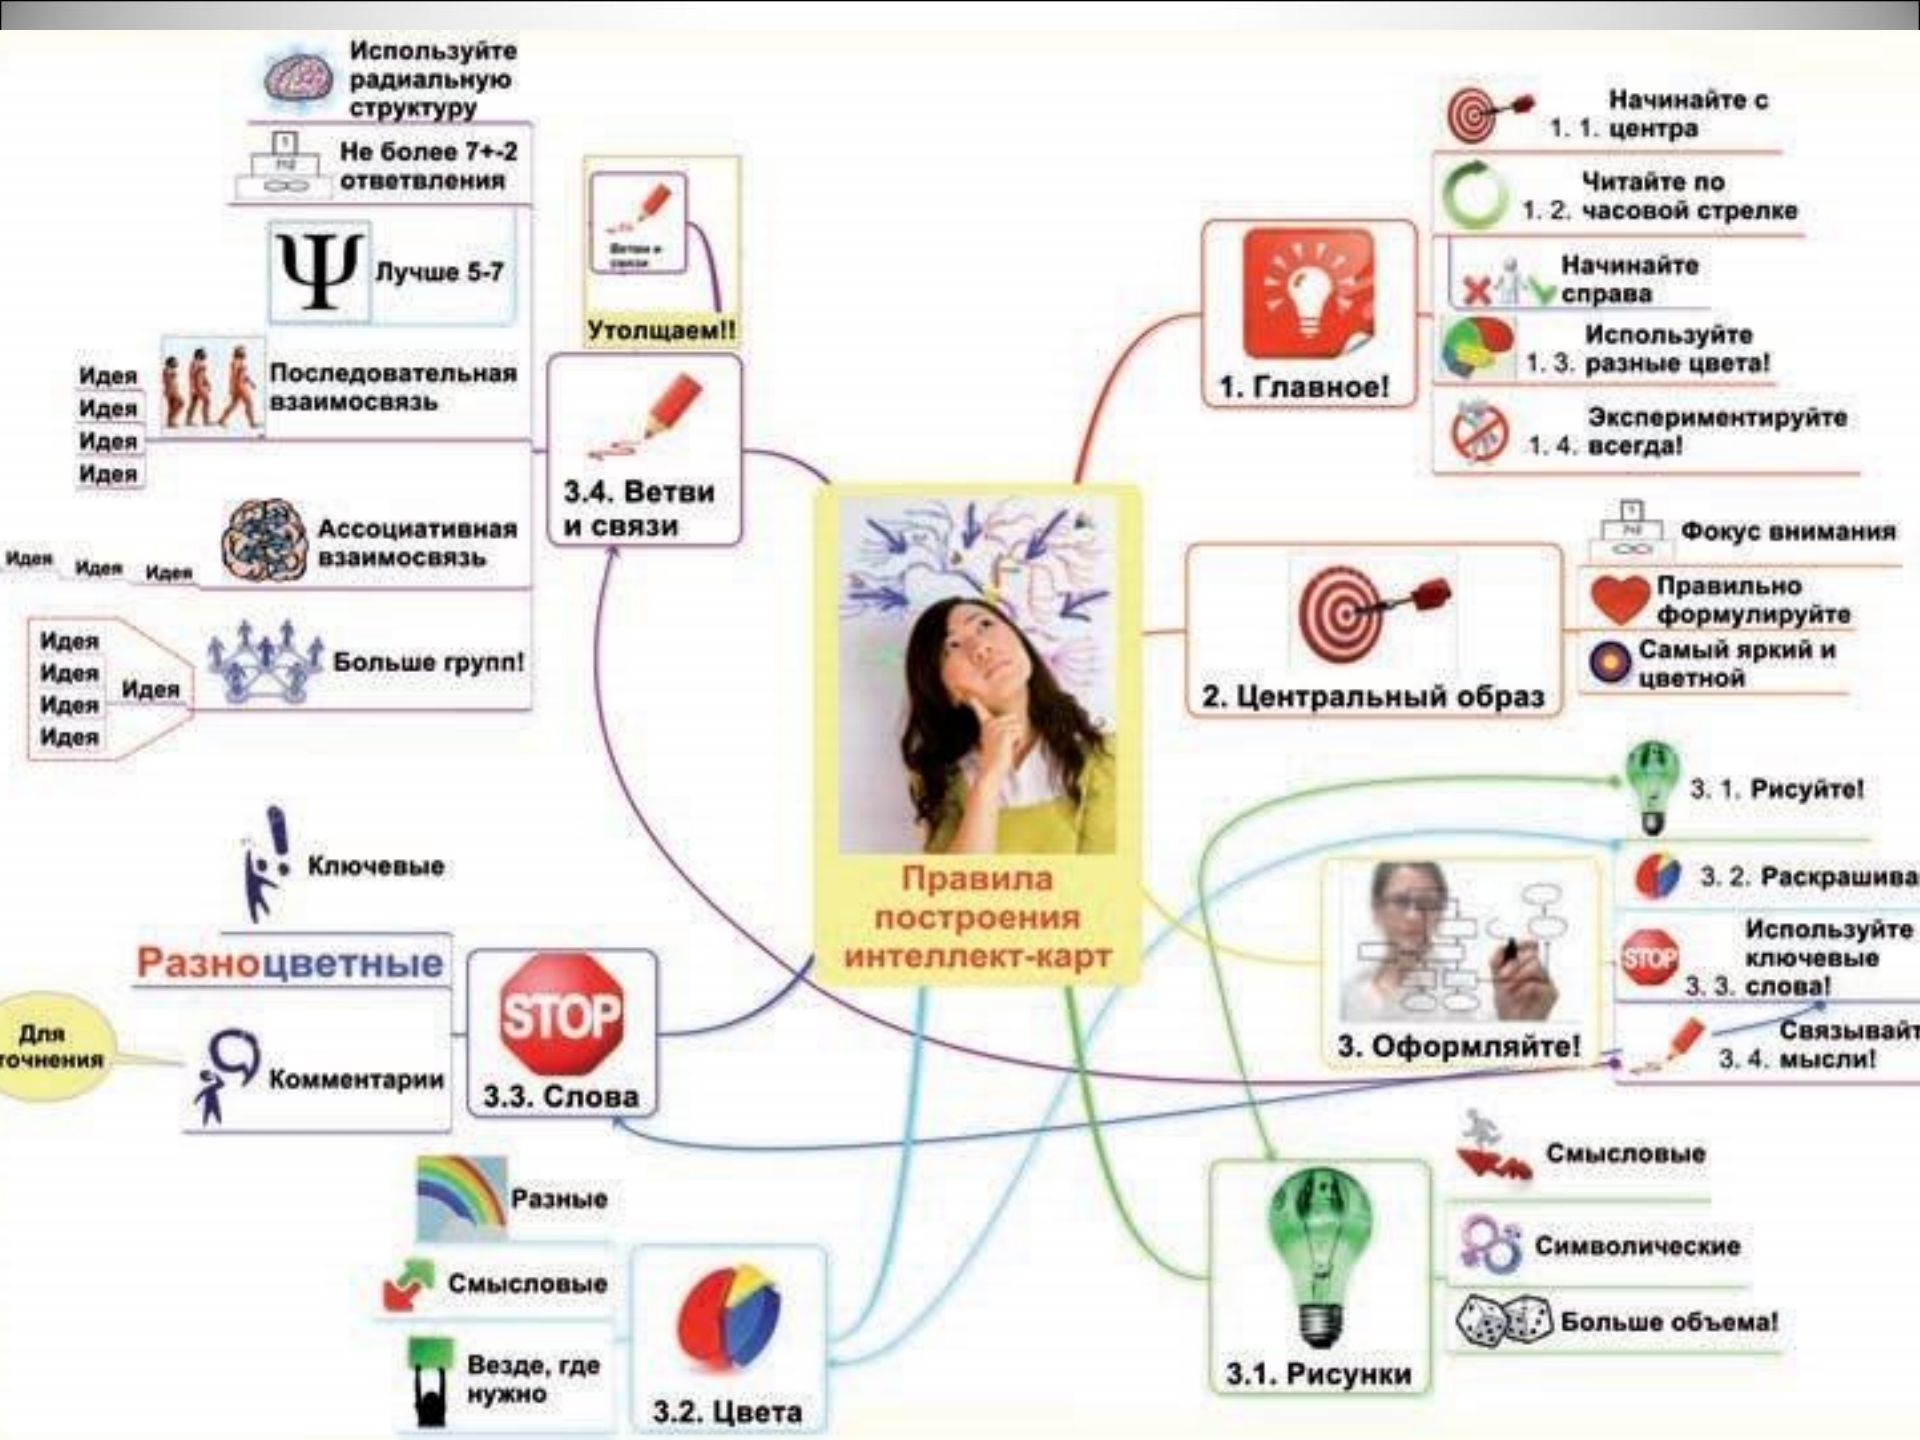 Правила
построения
интеллект-карт
1. Главное!
Начинайте с
1. 1. центра
Читайте по
1. 2. часовой стрелке
Начинайте
справа
Используйте
1. 3. разные цвета!
Экспериментируйте
1. 4. всегда!
2. Центральный образ
Фокус внимания
Правильно
формулируйте
Самый яркий и
цветной
3. Оформляйте!
3. 1. Рисуйте!
3. 2. Раскрашива
Используйте
STOP
ключевые
3. 3. слова!
Связывайт
3. 4. мысли!
3.1. Рисунки
Смысловые
Символические
Больше объема!
3.2. Цвета
Разные
Смысловые
Везде, где
нужно
STOP
3.3. Слова
Ключевые
Разноцветные
Комментарии
Для
точнения
3.4. Ветви
и связи
Ветви и
связи
Утолщаем!!
Используйте
радиальную
структуру
Не более 7+-2
ответвления
Ψ
Лучше 5-7
Последовательная
взаимосвязь
Идея
Идея
Идея
Идея
Ассоциативная
взаимосвязь
Идея Идея Идея
Больше групп!
Идея
Идея
Идея
Идея
Идея